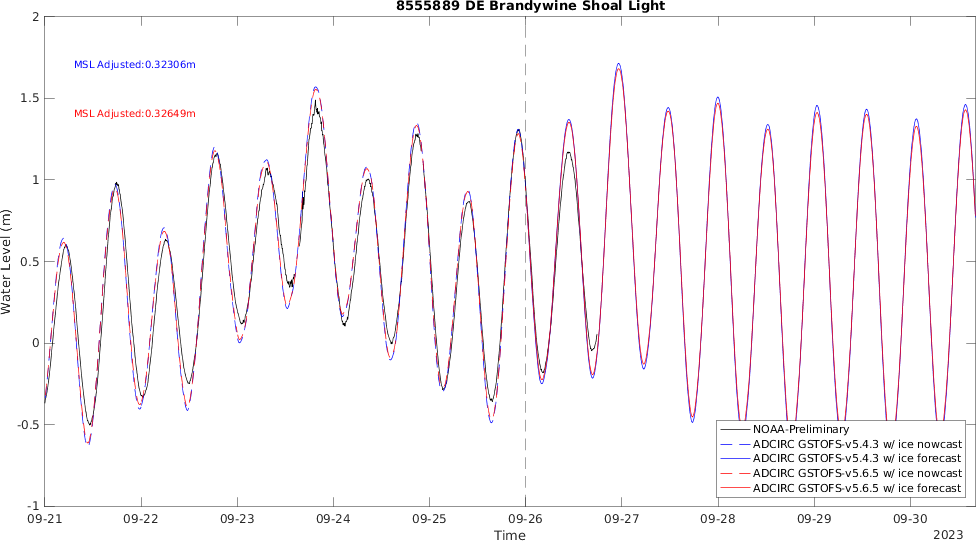 8555889 DE Brandywine Shoal Light
MSL Adjusted:0.32306m
MSL Adjusted:0.32649m
Water Level (m)
2
1.5
1
0.5
0
-0.5
-1
NOAA-Preliminary
ADCIRC GSTOFS-v5.4.3 w/ ice nowcast
ADCIRC GSTOFS-v5.4.3 w/ ice forecast
ADCIRC GSTOFS-v5.6.5 w/ ice nowcast
ADCIRC GSTOFS-v5.6.5 w/ ice forecast
09-21 09-22 09-23 09-24 09-25 09-26 09-27 09-28 09-29 09-30
Time
2023